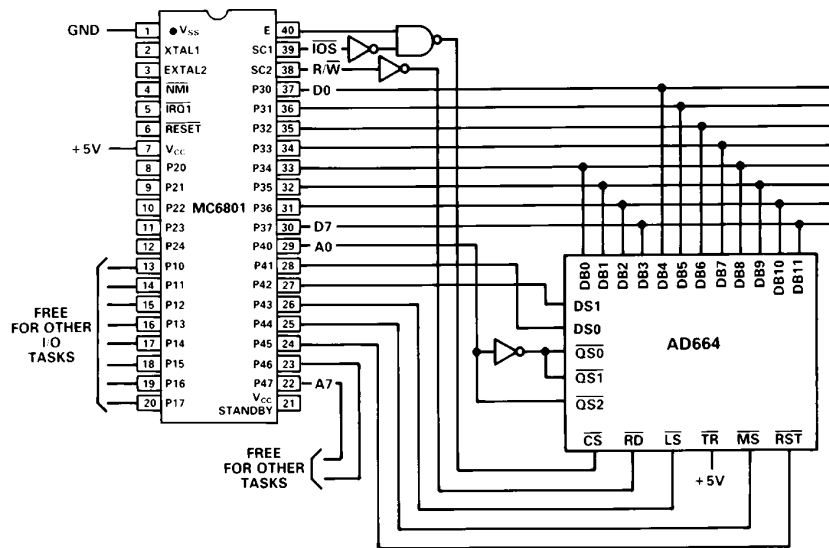 GND 1 VSS E 40
2 XTAL1 SC1 39 IOS
3 EXTAL2 SC2 38 R/W
4 NMI P30 37 D0
5 IRQ1 P31 36
6 RESET P32 35
+5V 7 VCC P33 34
8 P20 P34 33
9 P21 P35 32
10 P22 MC6801 P36 31
11 P23 P37 30 D7
12 P24 P40 29 A0
13 P10 P41 28
14 P11 P42 27
15 P12 P43 26
16 P13 P44 25
17 P14 P45 24
18 P15 P46 23
19 P16 P47 22 A7
20 P17 VCC STANDBY 21
FREE
FOR OTHER
I/O
TASKS
FREE
FOR OTHER
TASKS
DB0 DB1 DB2 DB3 DB4 DB5 DB6 DB7 DB8 DB9 DB10 DB11
DS1
DS0
QS0
QS1
QS2
AD664
CS RD LS TR MS RST
+5V